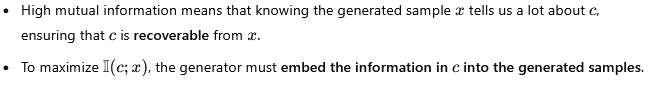 • High mutual information means that knowing the generated sample x tells us a lot about c,
ensuring that c is recoverable from x.
• To maximize 𝕀(c; x), the generator must embed the information in c into the generated samples.